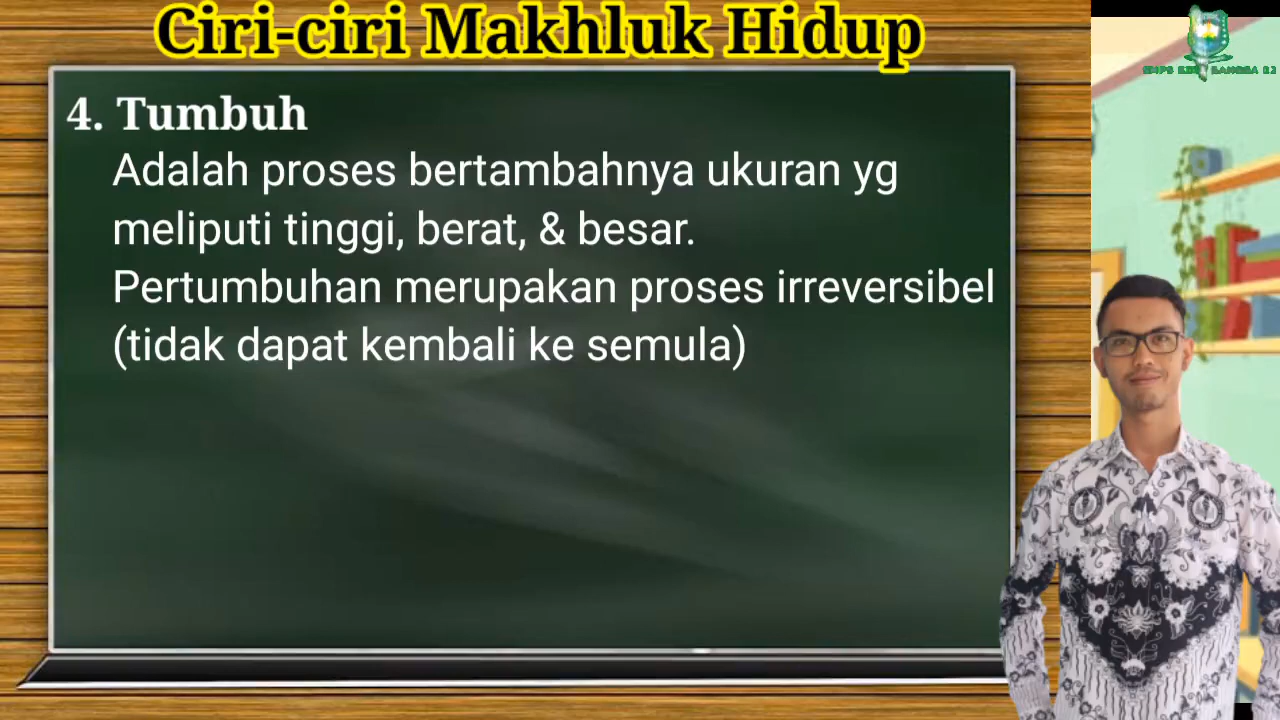 Ciri-ciri Makhluk Hidup
4. Tumbuh
Adalah proses bertambahnya ukuran yg
meliputi tinggi, berat, & besar.
Pertumbuhan merupakan proses irreversibel
(tidak dapat kembali ke semula)